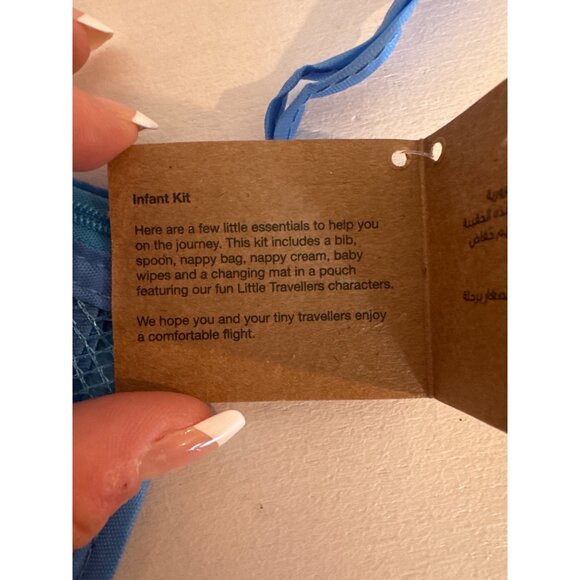 Infant Kit
Here are a few little essentials to help you
on the journey. This kit includes a bib,
spoon, nappy bag, nappy cream, baby
wipes and a changing mat in a pouch
featuring our fun Little Travellers characters.
We hope you and your tiny travellers enjoy
a comfortable flight.
ـذه الحقيبة